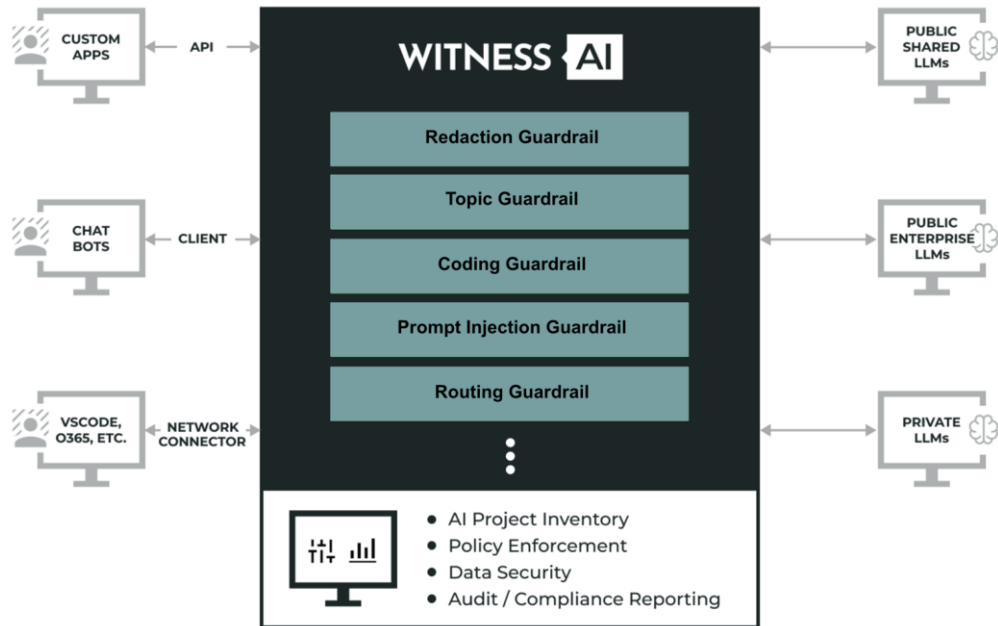 CUSTOM
APPS
API
WITNESS AI
PUBLIC
SHARED
LLMs
Redaction Guardrail
Topic Guardrail
CHAT
BOTS
CLIENT
Coding Guardrail
PUBLIC
ENTERPRISE
LLMs
Prompt Injection Guardrail
Routing Guardrail
VSCODE,
O365, ETC.
NETWORK
CONNECTOR
PRIVATE
LLMs
• AI Project Inventory
• Policy Enforcement
• Data Security
• Audit / Compliance Reporting